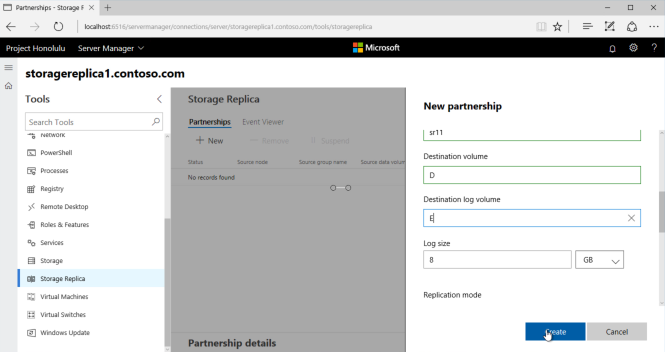 Partnerships - Storage R
localhost:6516/servermanager/connections/server/storagereplica1.contoso.com/tools/storagereplica
Project Honolulu
Server Manager
Microsoft
storagereplica1.contoso.com
Tools
Search Tools
Network
PowerShell
Processes
Registry
Remote Desktop
Roles & Features
Services
Storage
Storage Replica
Virtual Machines
Virtual Switches
Windows Update
Storage Replica
Partnerships Event Viewer
New Remove Suspend
Status Source node Source group name Source data volum
No records found
Partnership details
New partnership
sr11
Destination volume
D
Destination log volume
E
Log size
8 GB
Replication mode
Create Cancel